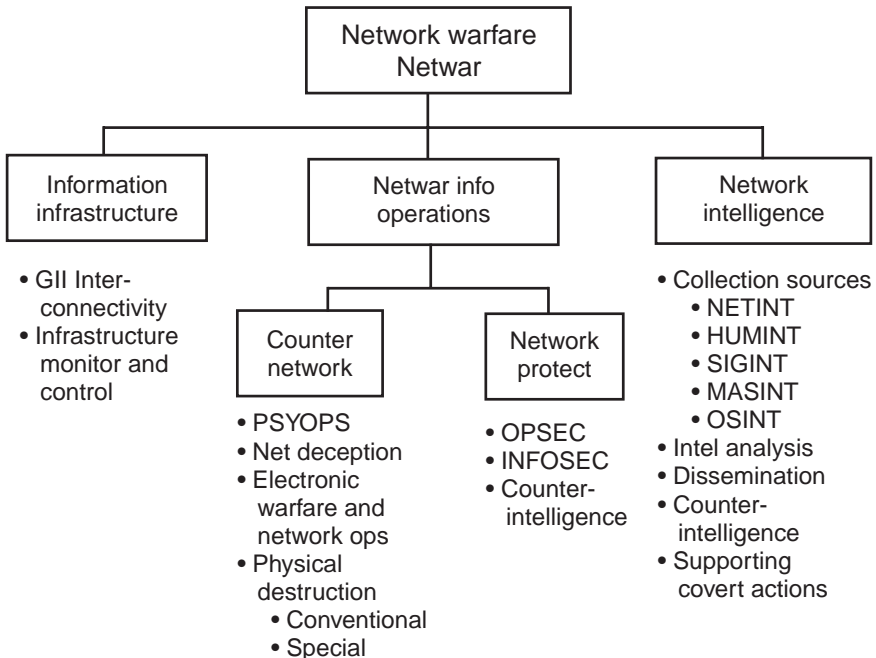 Network warfare
Netwar
Information
infrastructure
• GII Inter-
connectivity
• Infrastructure
monitor and
control
Netwar info
operations
Counter
network
• PSYOPS
• Net deception
• Electronic
warfare and
network ops
• Physical
destruction
• Conventional
• Special
Network
protect
• OPSEC
• INFOSEC
• Counter-
intelligence
Network
intelligence
• Collection sources
• NETINT
• HUMINT
• SIGINT
• MASINT
• OSINT
• Intel analysis
• Dissemination
• Counter-
intelligence
• Supporting
covert actions